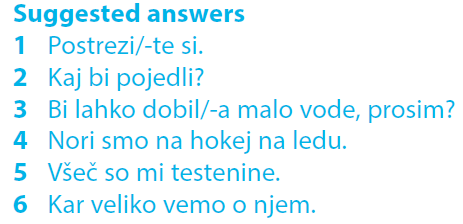 Suggested answers
1 Postrezi/-te si.
2 Kaj bi pojedli?
3 Bi lahko dobil/-a malo vode, prosim?
4 Nori smo na hokej na ledu.
5 Všeč so mi testenine.
6 Kar veliko vemo o njem.